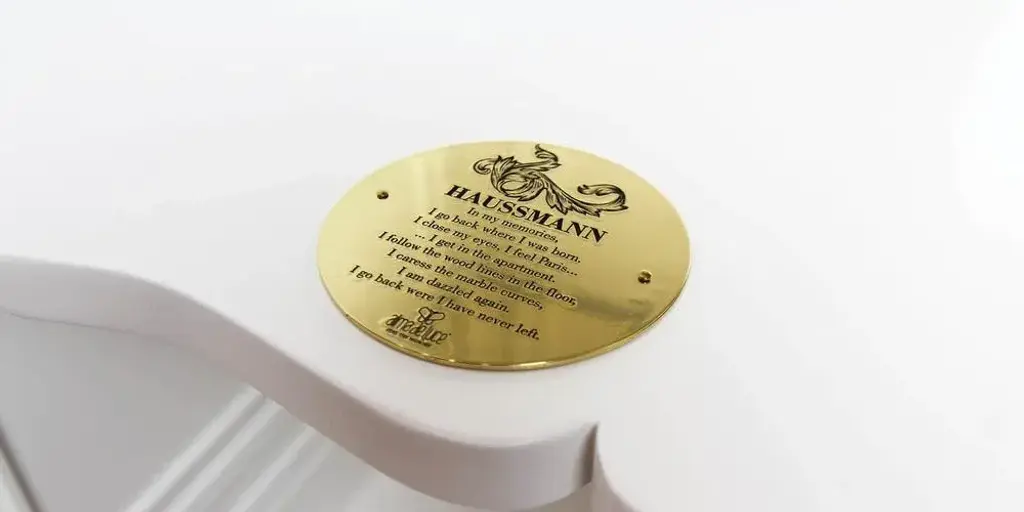 HAUSSMANN
In my memories,
I go back where I was born.
I close my eyes, I feel Paris...
... I get in the apartment.
I follow the wood lines in the floor,
I caress the marble curves,
I am dazzled again.
I go back were I have never left.